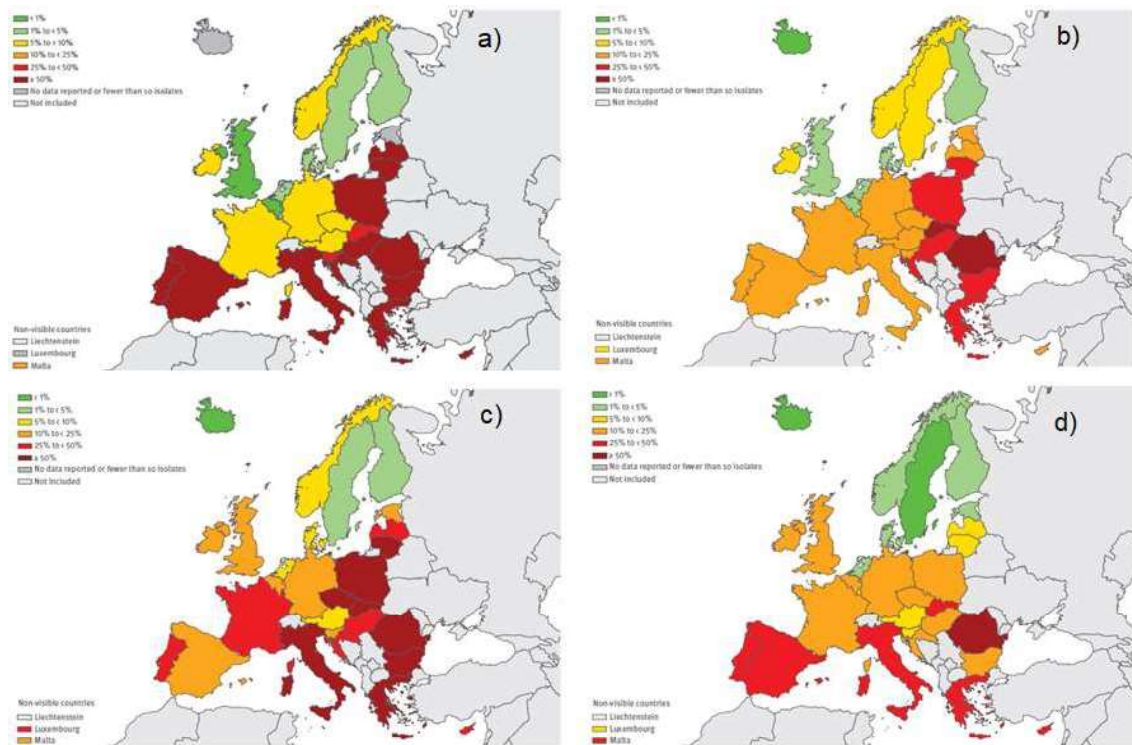 < 1%
1% to < 5%
5% to < 10%
10% to < 25%
25% to < 50%
≥ 50%
No data reported or fewer than 10 isolates
Not included
a)
Non-visible countries
Liechtenstein
Luxembourg
Malta
< 1%
1% to < 5%
5% to < 10%
10% to < 25%
25% to < 50%
≥ 50%
No data reported or fewer than 10 isolates
Not included
b)
Non-visible countries
Liechtenstein
Luxembourg
Malta
< 1%
1% to < 5%
5% to < 10%
10% to < 25%
25% to < 50%
≥ 50%
No data reported or fewer than 10 isolates
Not included
c)
Non-visible countries
Liechtenstein
Luxembourg
Malta
< 1%
1% to < 5%
5% to < 10%
10% to < 25%
25% to < 50%
≥ 50%
No data reported or fewer than 10 isolates
Not included
d)
Non-visible countries
Liechtenstein
Luxembourg
Malta